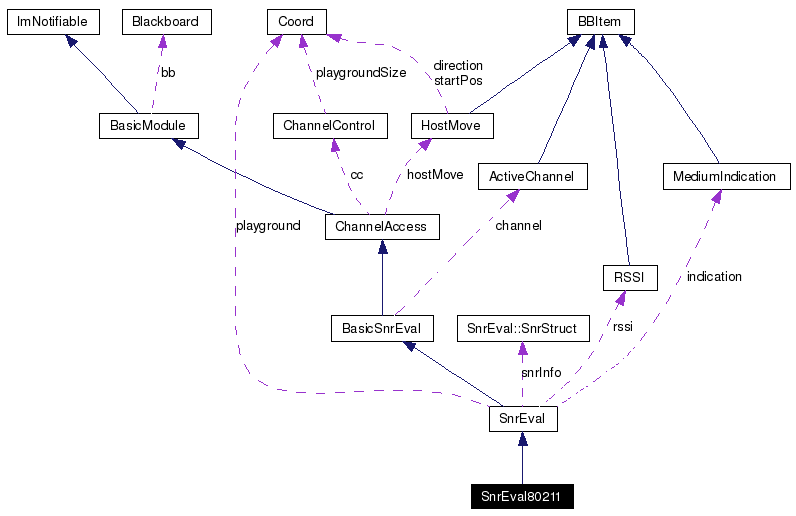 ImNotifiable
Blackboard
Coord
BBItem
bb
playgroundSize
direction
startPos
BasicModule
ChannelControl
HostMove
cc
hostMove
ActiveChannel
MediumIndication
playground
ChannelAccess
channel
RSSI
indication
BasicSnrEval
SnrEval::SnrStruct
rssi
snrInfo
SnrEval
SnrEval80211